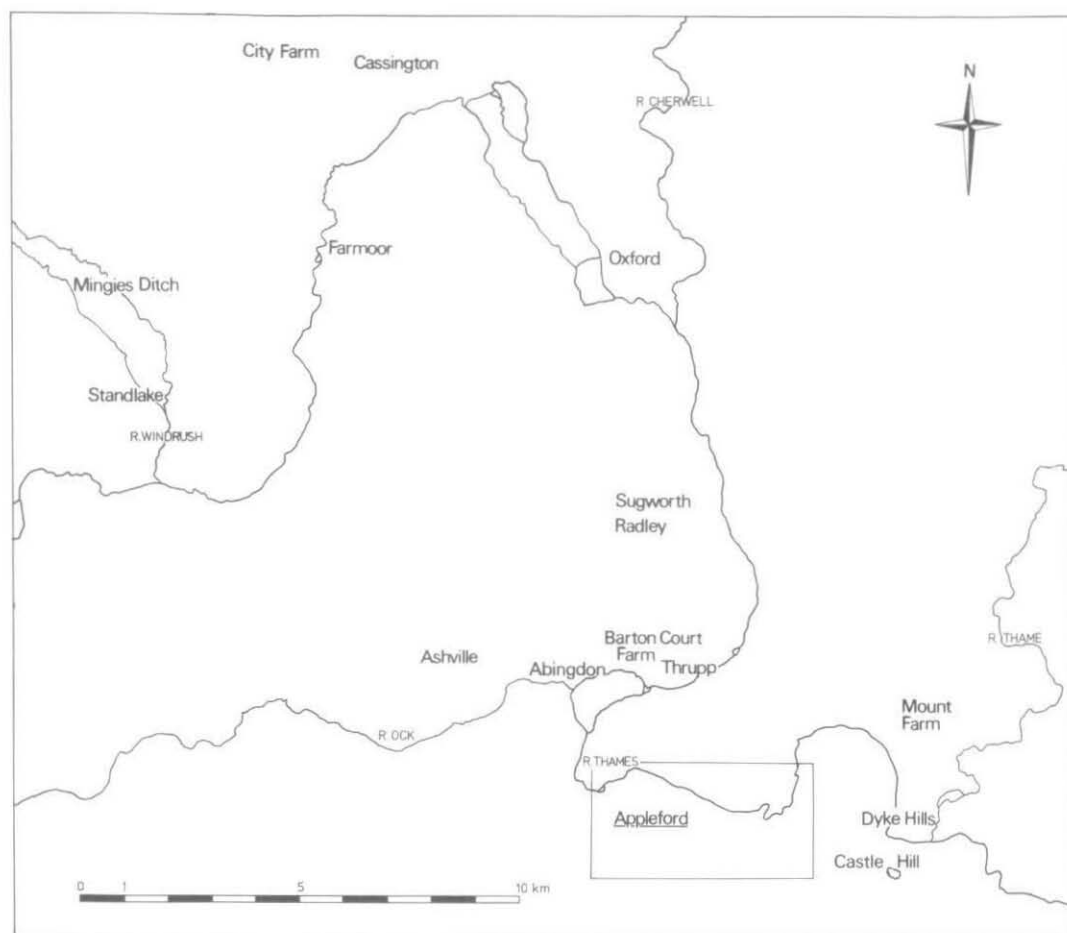 City Farm
Cassington
N
R CHERWELL
Farmoor
Oxford
Mingies Ditch
Standlake
R.WINDRUSH
Sugworth
Radley
R. THAME
Barton Court
Farm
Thrupp
Ashville
Abingdon
Mount
Farm
R.OCK
R.THAMES
Appleford
Dyke Hills
Castle Hill
0 1 5 10 km